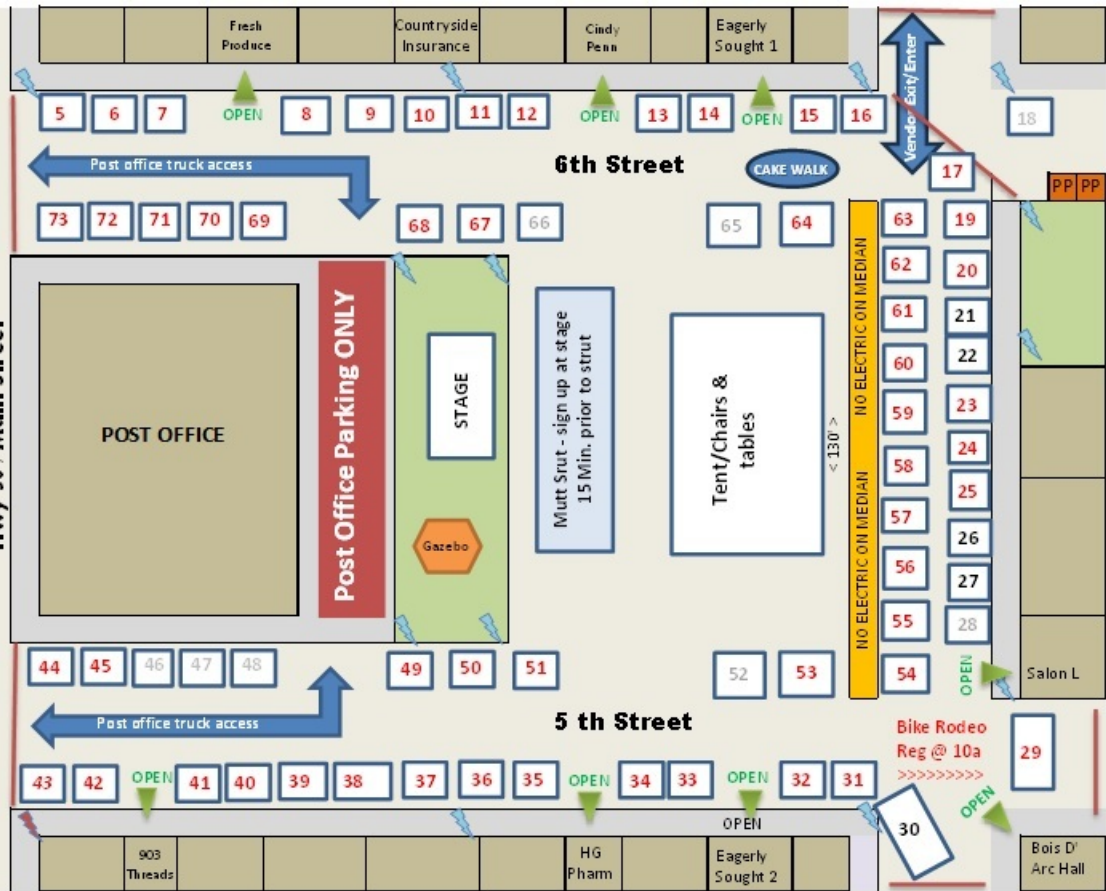 Fresh
Produce
Countryside
Insurance
Cindy
Penn
Eagerly
Sought 1
Vendor Exit/Enter
5
6
7
OPEN
8
9
10
11
12
OPEN
13
14
OPEN
15
16
18
Post office truck access
6th Street
CAKE WALK
17
PP
PP
73
72
71
70
69
68
67
66
65
64
63
19
62
20
61
21
60
22
59
23
58
24
57
25
56
26
55
27
54
28
NO ELECTRIC ON MEDIAN
NO ELECTRIC ON MEDIAN
POST OFFICE
Post Office Parking ONLY
STAGE
Gazebo
Mutt Srut - sign up at stage
15 Min. prior to strut
Tent/Chairs &
tables
< 130' >
44
45
46
47
48
49
50
51
52
53
OPEN
Salon L
Post office truck access
5 th Street
Bike Rodeo
Reg @ 10a
>>>>>>>>>
29
43
42
OPEN
41
40
39
38
37
36
35
OPEN
34
33
OPEN
32
31
OPEN
30
OPEN
903
Threads
HG
Pharm
Eagerly
Sought 2
Bois D'
Arc Hall